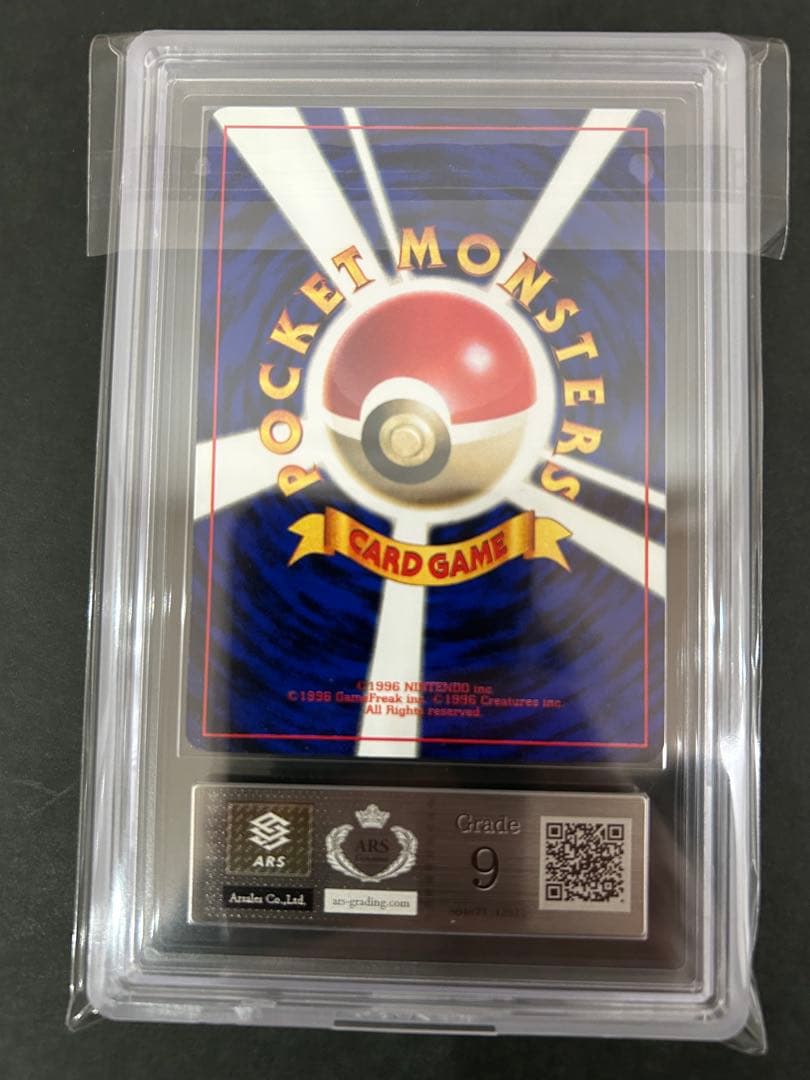 POCKET MONSTERS
CARD GAME
©1996 NINTENDO inc.
©1996 GameFreak inc. ©1996 Creatures inc.
All Rights reserved.
ARS
Arsales Co.,Ltd.
ARS
ars-grading.com
Grade
9